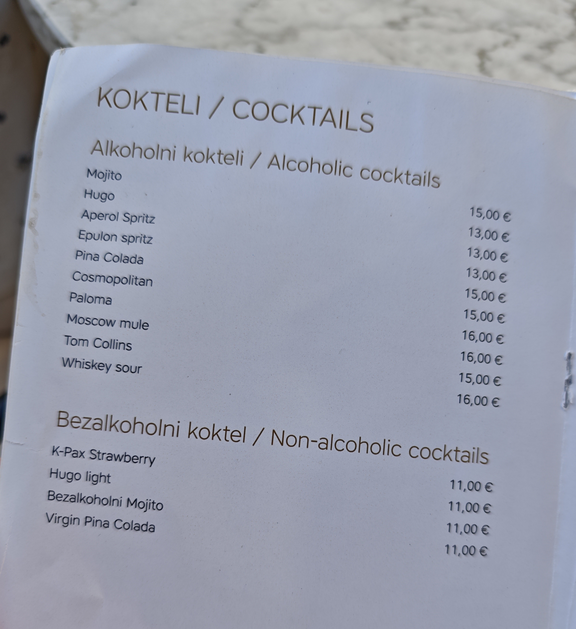 KOKTELI / COCKTAILS
Alkoholni kokteli / Alcoholic cocktails
Mojito 15,00 €
Hugo 13,00 €
Aperol Spritz 13,00 €
Epulon spritz 13,00 €
Pina Colada 15,00 €
Cosmopolitan 15,00 €
Paloma 16,00 €
Moscow mule 16,00 €
Tom Collins 15,00 €
Whiskey sour 16,00 €
Bezalkoholni koktel / Non-alcoholic cocktails
K-Pax Strawberry 11,00 €
Hugo light 11,00 €
Bezalkoholni Mojito 11,00 €
Virgin Pina Colada 11,00 €